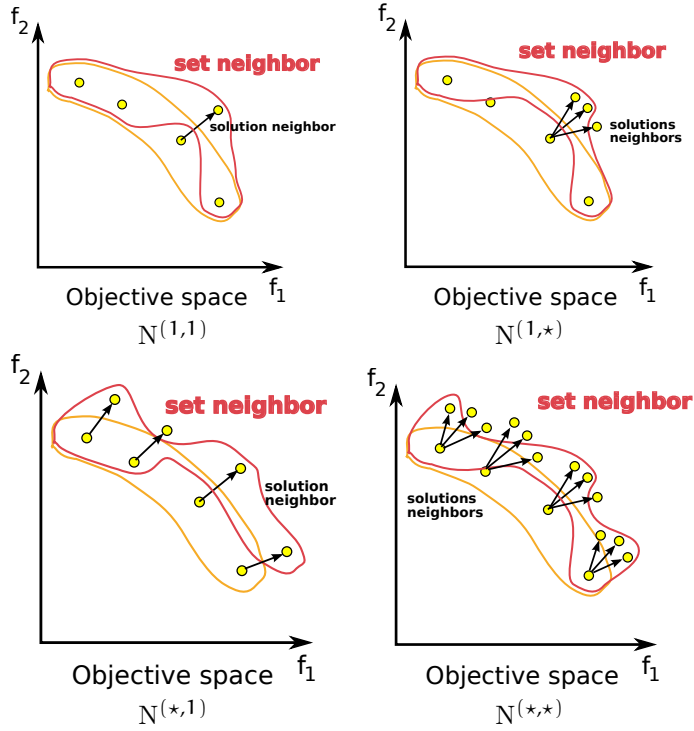 f2
set neighbor
solution neighbor
f1
Objective space
N(1,1)
f2
set neighbor
solutions
neighbors
f1
Objective space
N(1,⋆)
f2
set neighbor
solution
neighbor
f1
Objective space
N(⋆,1)
f2
set neighbor
solutions
neighbors
f1
Objective space
N(⋆,⋆)